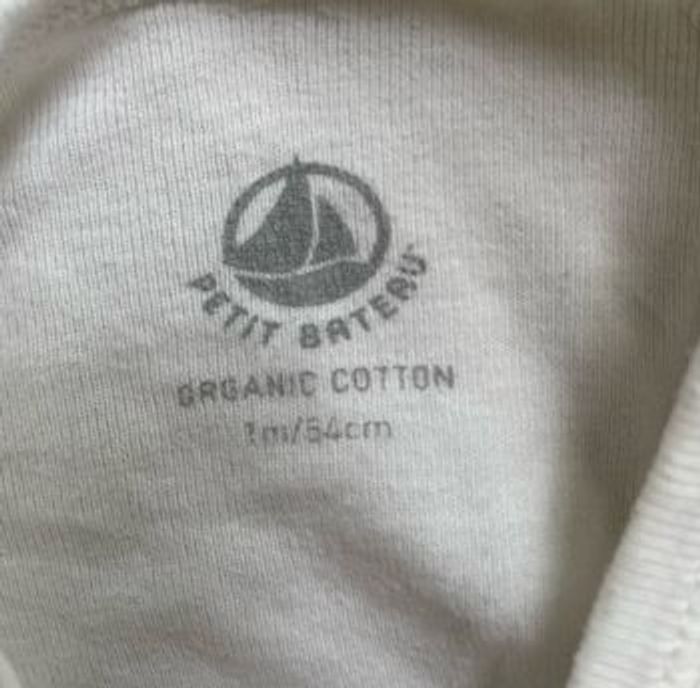 PETIT BATEAU
ORGANIC COTTON
1m/54cm